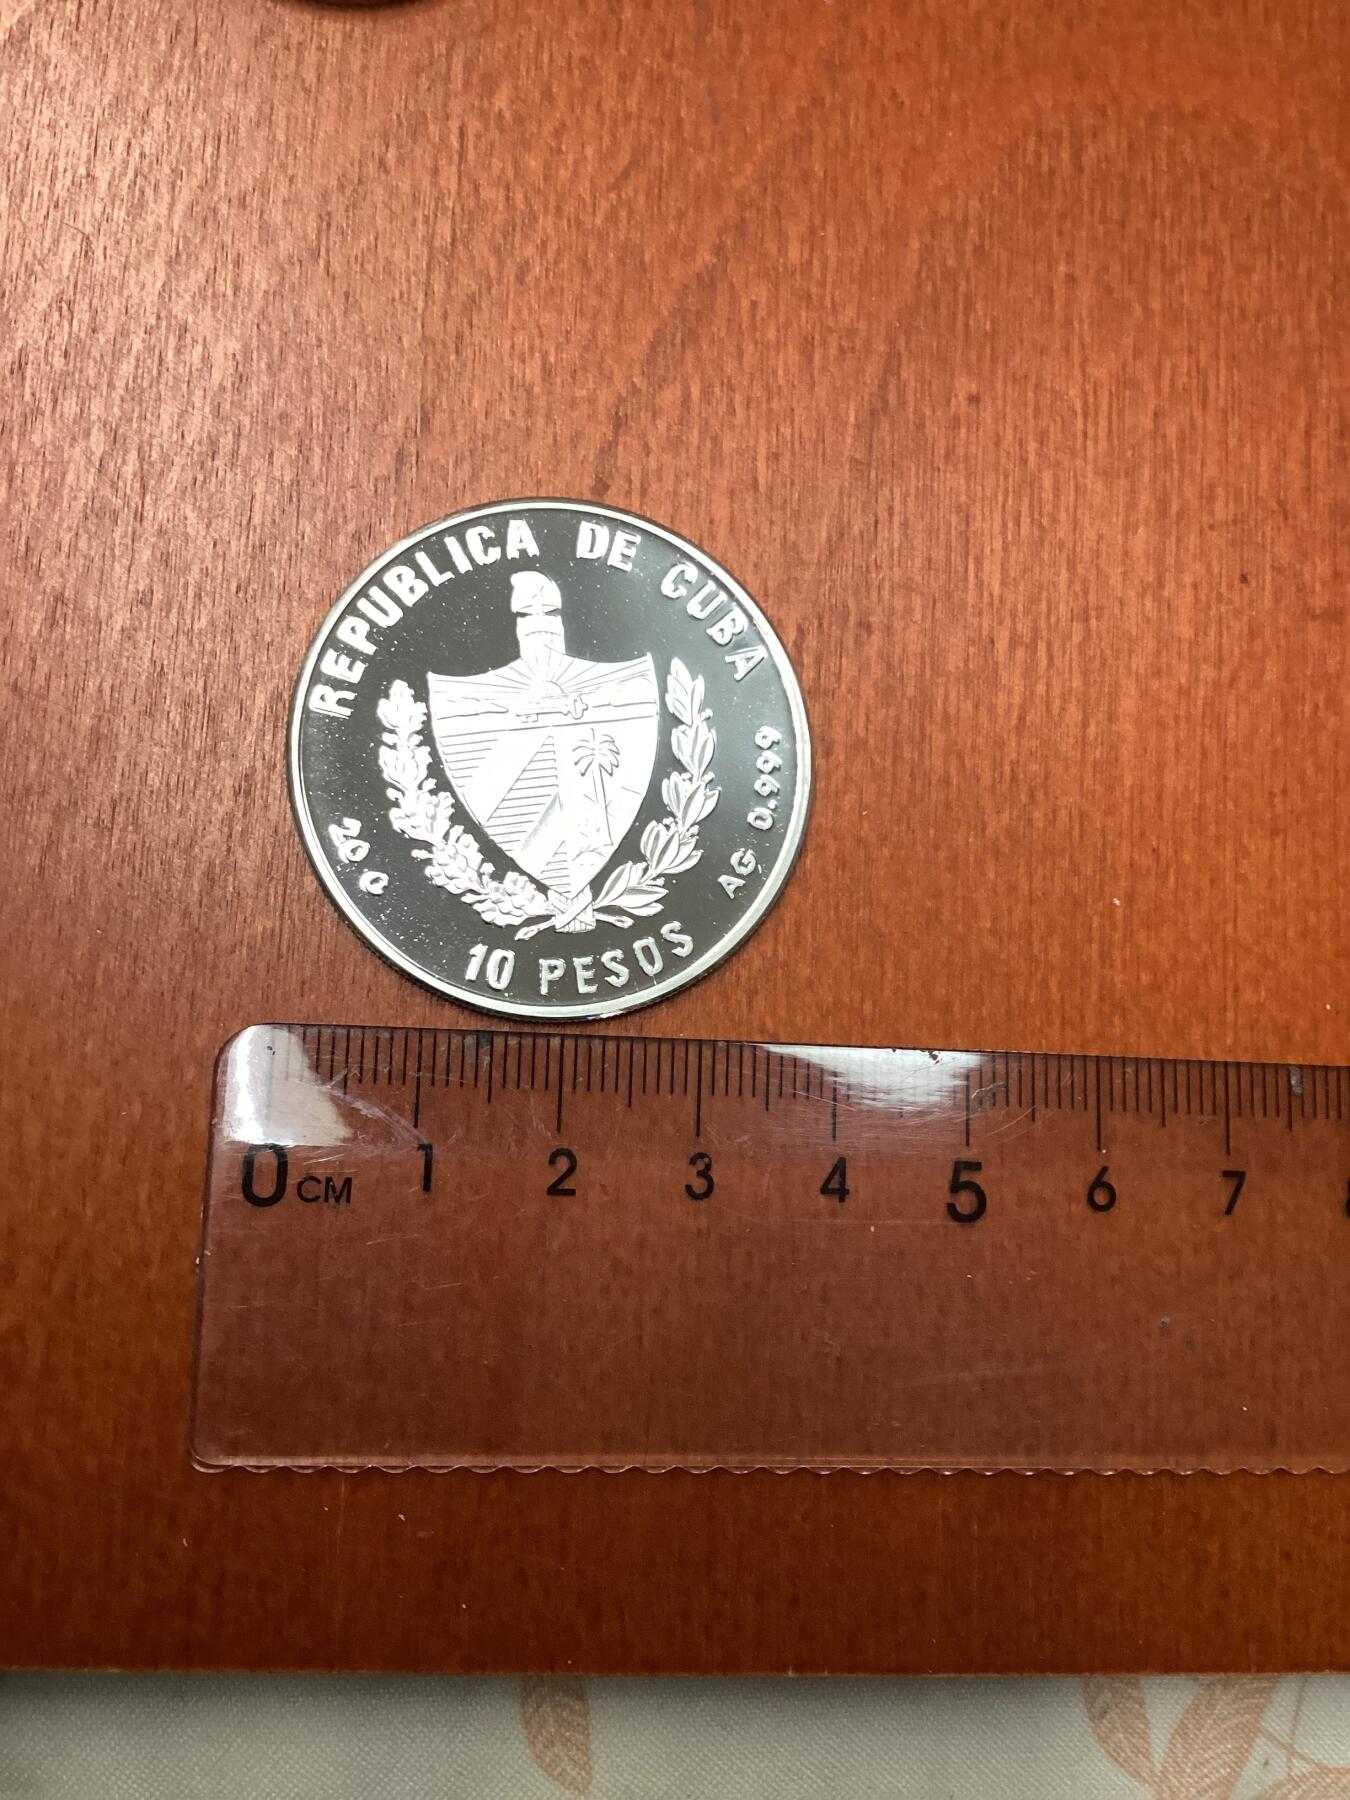 REPUBLICA DE CUBA
20 G
AG 0.999
10 PESOS
0 CM 1 2 3 4 5 6 7